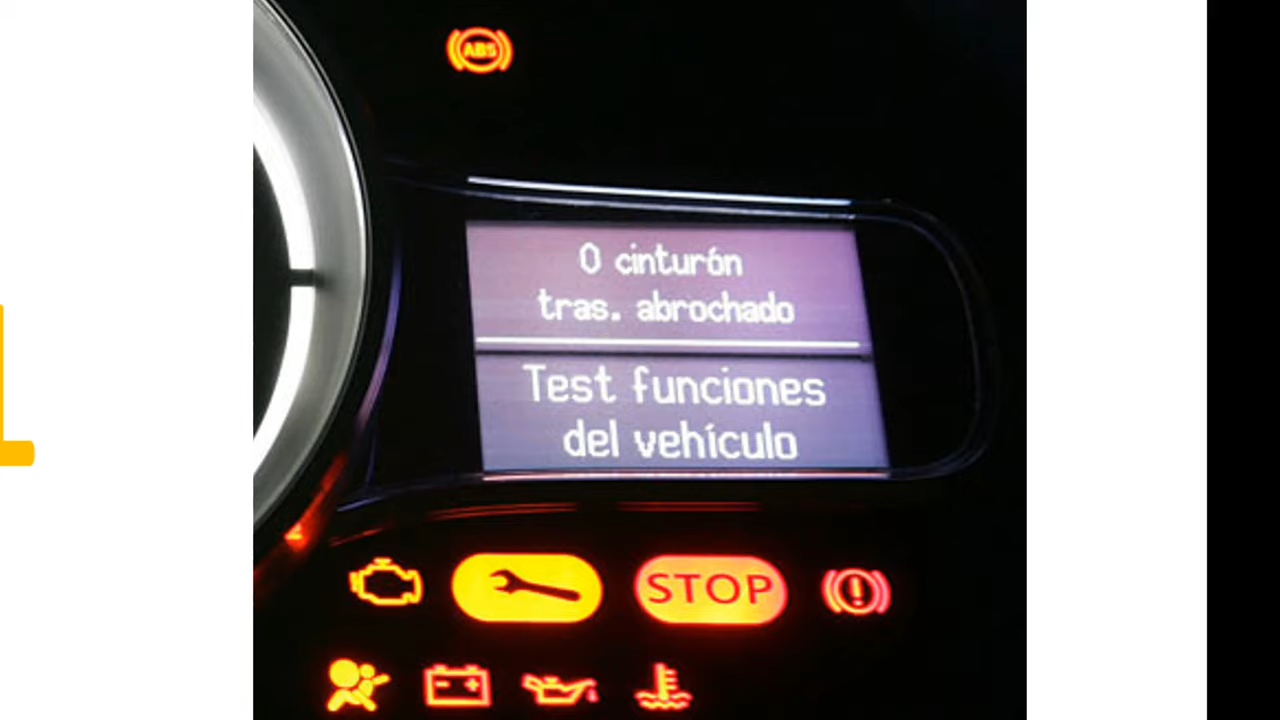 ABS
0 cinturón
tras. abrochado
Test funciones
del vehículo
STOP